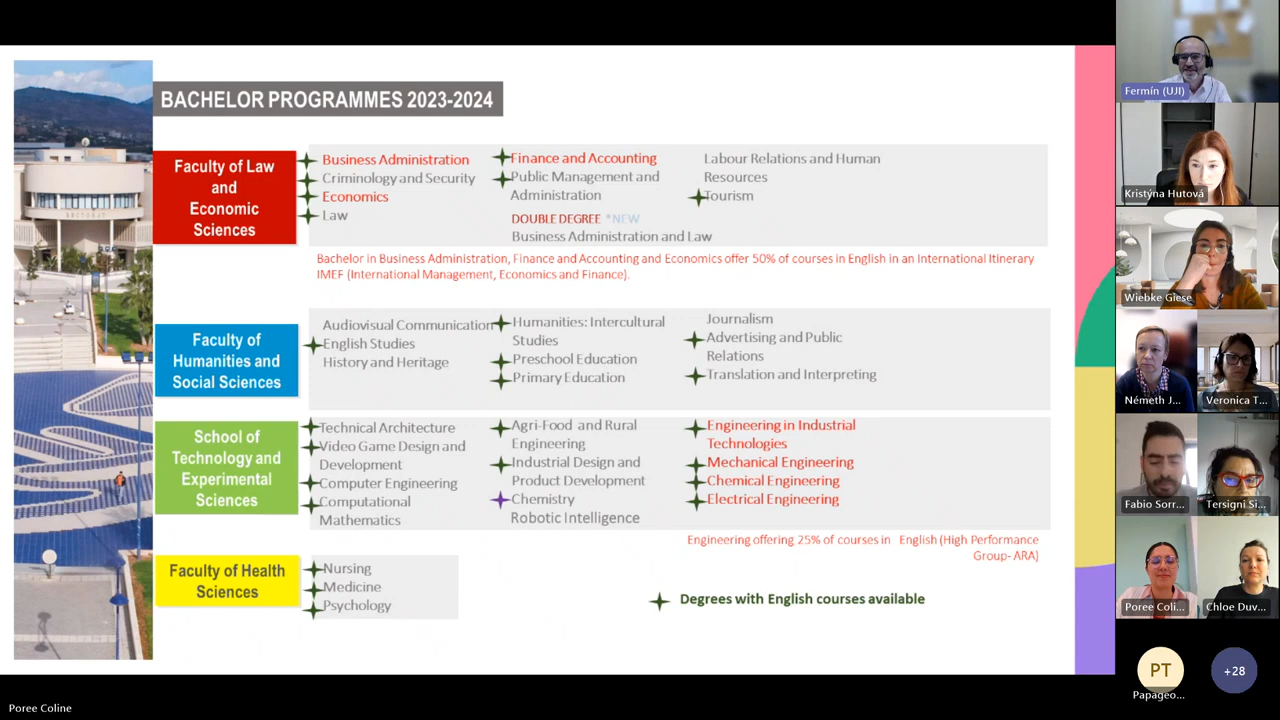 BACHELOR PROGRAMMES 2023-2024
Faculty of Law
and
Economic
Sciences
Business Administration
Criminology and Security
Economics
Law
Finance and Accounting
Public Management and
Administration
DOUBLE DEGREE *NEW
Business Administration and Law
Labour Relations and Human
Resources
Tourism
Bachelor in Business Administration, Finance and Accounting and Economics offer 50% of courses in English in an International Itinerary
IMEF (International Management, Economics and Finance).
Faculty of
Humanities and
Social Sciences
Audiovisual Communication
English Studies
History and Heritage
Humanities: Intercultural
Studies
Preschool Education
Primary Education
Journalism
Advertising and Public
Relations
Translation and Interpreting
School of
Technology and
Experimental
Sciences
Technical Architecture
Video Game Design and
Development
Computer Engineering
Computational
Mathematics
Agri-Food and Rural
Engineering
Industrial Design and
Product Development
Chemistry
Robotic Intelligence
Engineering in Industrial
Technologies
Mechanical Engineering
Chemical Engineering
Electrical Engineering
Engineering offering 25% of courses in English (High Performance
Group- ARA)
Faculty of Health
Sciences
Nursing
Medicine
Psychology
Degrees with English courses available
Fermín (UJI)
Kristýna Hutová
Wiebke Giese
Németh J...
Veronica T...
Fabio Sorr...
Tersigni Si...
Poree Coli...
Chloe Duv...
PT
Papageo...
+28
Poree Coline